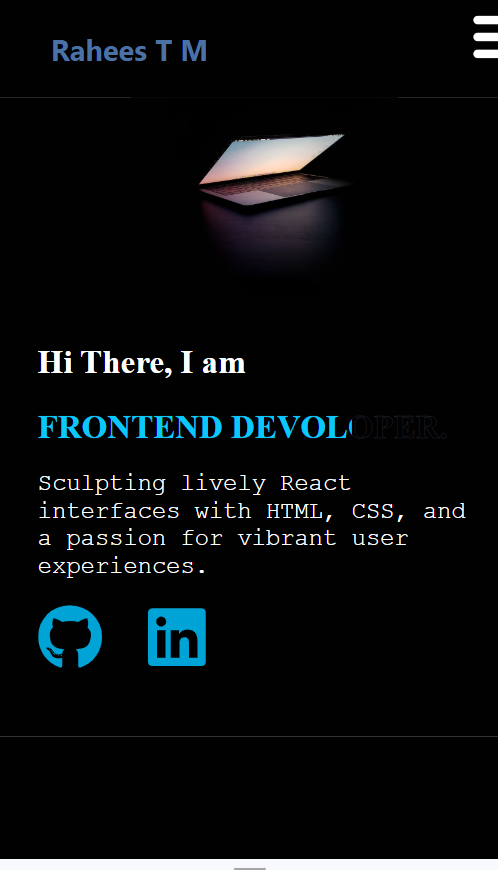 Rahees T M
Hi There, I am
FRONTEND DEVOLOPER.
Sculpting lively React
interfaces with HTML, CSS, and
a passion for vibrant user
experiences.
in